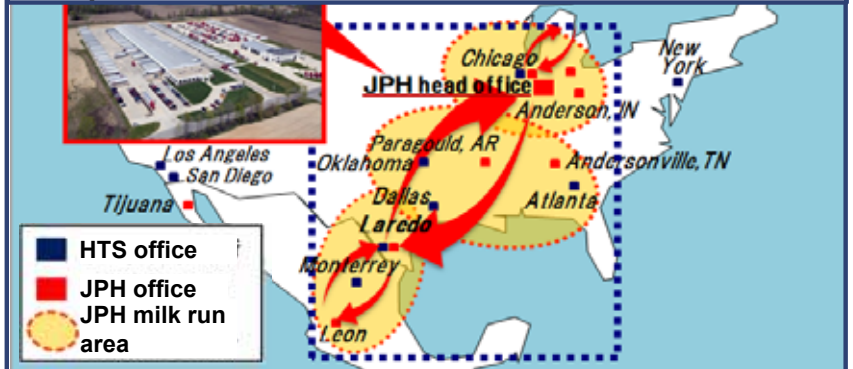 Chicago
New
York
JPH head office
Anderson, IN
Paragould, AR
Los Angeles
Oklahoma
Andersonville, TN
San Diego
Dallas
Atlanta
Tijuana
Laredo
HTS office
Monterrey
JPH office
JPH milk run
area
Leon